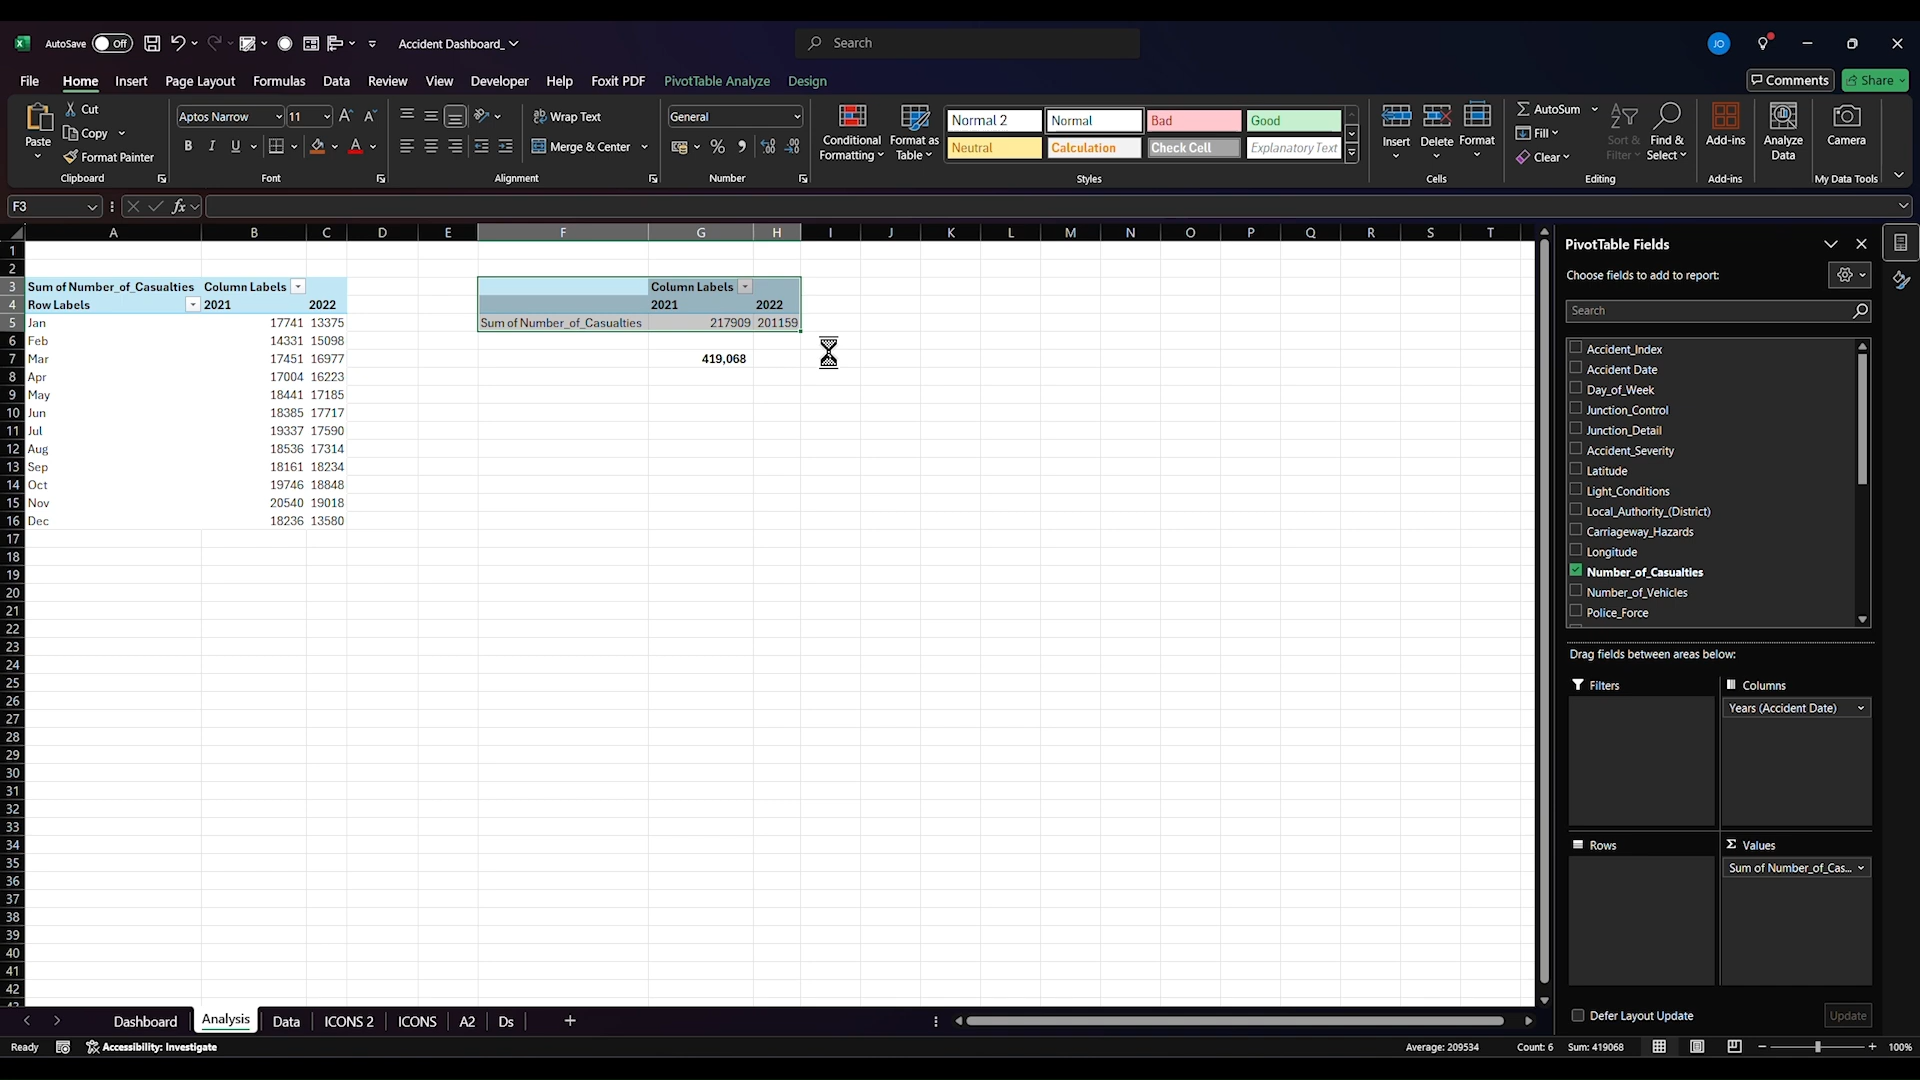 AutoSave Off Accident Dashboard_ Search JO
File Home Insert Page Layout Formulas Data Review View Developer Help Foxit PDF PivotTable Analyze Design Comments Share
Paste Cut
Copy
Format Painter
Clipboard
Aptos Narrow 11
B I U
Font
Wrap Text
Merge & Center
Alignment
General
Number
Conditional
Formatting
Format as
Table
Normal 2 Normal Bad Good
Neutral Calculation Check Cell Explanatory Text
Styles
Insert Delete Format
Cells
AutoSum
Fill
Clear
Sort &
Filter
Find &
Select
Editing
Add-ins
Add-ins
Analyze
Data
Camera
My Data Tools
F3 fx
A B C D E F G H I J K L M N O P Q R S T
1
2
3 Sum of Number_of_Casualties Column Labels Column Labels
4 Row Labels 2021 2022 2021 2022
5 Jan 17741 13375 Sum of Number_of_Casualties 217909 201159
6 Feb 14331 15098
7 Mar 17451 16977 419,068
8 Apr 17004 16223
9 May 18441 17185
10 Jun 18385 17717
11 Jul 19337 17590
12 Aug 18536 17314
13 Sep 18161 18234
14 Oct 19746 18848
15 Nov 20540 19018
16 Dec 18236 13580
17
18
19
20
21
22
23
24
25
26
27
28
29
30
31
32
33
34
35
36
37
38
39
40
41
42
PivotTable Fields
Choose fields to add to report:
Search
Accident_Index
Accident Date
Day_of_Week
Junction_Control
Junction_Detail
Accident_Severity
Latitude
Light_Conditions
Local_Authority_(District)
Carriageway_Hazards
Longitude
Number_of_Casualties
Number_of_Vehicles
Police_Force
Drag fields between areas below:
Filters Columns
Years (Accident Date)
Rows Σ Values
Sum of Number_of_Cas...
Defer Layout Update Update
Dashboard Analysis Data ICONS 2 ICONS A2 Ds
Ready Accessibility: Investigate Average: 209534 Count: 6 Sum: 419068 100%